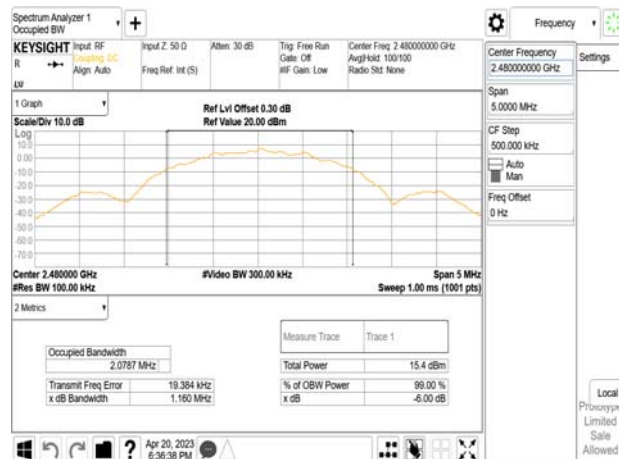 Spectrum Analyzer 1
Occupied BW
Frequency
KEYSIGHT
R
Input: RF
Coupling: DC
Align: Auto
Input Z: 50 Ω
Freq Ref: Int (S)
Atten: 30 dB
Trig: Free Run
Gate: Off
#IF Gain: Low
Center Freq: 2.480000000 GHz
Avg|Hold: 100/100
Radio Std: None
Center Frequency
2.480000000 GHz
Settings
Span
5.0000 MHz
CF Step
500.000 kHz
Auto
Man
Freq Offset
0 Hz
1 Graph
Scale/Div 10.0 dB
Ref Lvl Offset 0.30 dB
Ref Value 20.00 dBm
Log
10.0
0.00
-10.0
-20.0
-30.0
-40.0
-50.0
-60.0
-70.0
Center 2.480000 GHz
#Res BW 100.00 kHz
#Video BW 300.00 kHz
Span 5 MHz
Sweep 1.00 ms (1001 pts)
2 Metrics
Measure Trace Trace 1
Occupied Bandwidth
2.0787 MHz
Total Power 15.4 dBm
Transmit Freq Error 19.384 kHz
% of OBW Power 99.00 %
x dB Bandwidth 1.160 MHz
x dB -6.00 dB
Local
Prototype
Limited
Sale
Allowed
?
Apr 20, 2023
6:36:38 PM